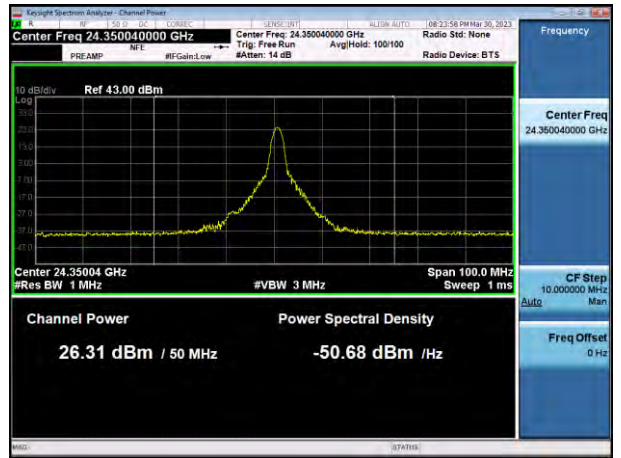 Keysight Spectrum Analyzer - Channel Power
R RF 50 Ω DC CORREC SENSE:INT ALIGN AUTO 08:23:58 PM Mar 30, 2023
Center Freq 24.350040000 GHz Center Freq: 24.350040000 GHz Radio Std: None Frequency
NFE Trig: Free Run Avg|Hold: 100/100
PREAMP #IFGain:Low #Atten: 14 dB Radio Device: BTS
10 dB/div Ref 43.00 dBm
Log
33.0
23.0
13.0
3.00
-7.00
-17.0
-27.0
-37.0
-47.0
Center Freq
24.350040000 GHz
Center 24.35004 GHz Span 100.0 MHz
#Res BW 1 MHz #VBW 3 MHz Sweep 1 ms
CF Step
10.000000 MHz
Auto Man
Channel Power Power Spectral Density
26.31 dBm / 50 MHz -50.68 dBm /Hz
Freq Offset
0 Hz
MSG STATUS